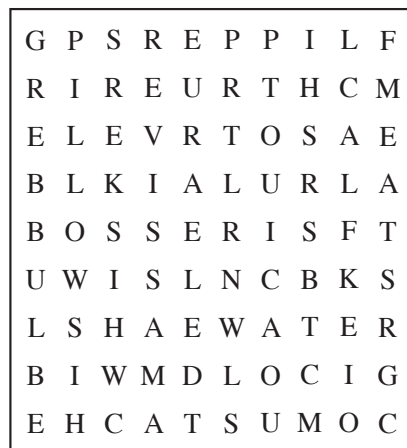 G P S R E P P I L F
R I R E U R T H C M
E L E V R T O S A E
B L K I A L U R L A
B O S S E R I S F T
U W I S L N C B K S
L S H A E W A T E R
B I W M D L O C I G
E H C A T S U M O C